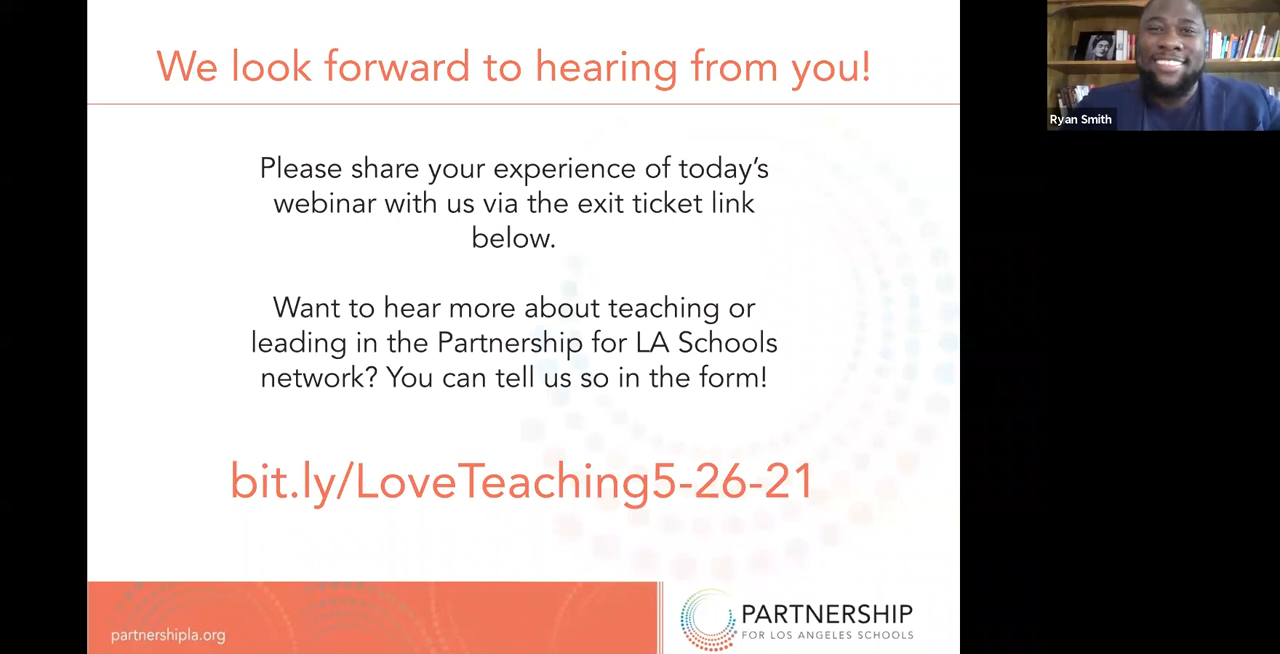 We look forward to hearing from you!
Ryan Smith
Please share your experience of today’s
webinar with us via the exit ticket link
below.
Want to hear more about teaching or
leading in the Partnership for LA Schools
network? You can tell us so in the form!
bit.ly/LoveTeaching5-26-21
partnershipla.org
PARTNERSHIP
FOR LOS ANGELES SCHOOLS